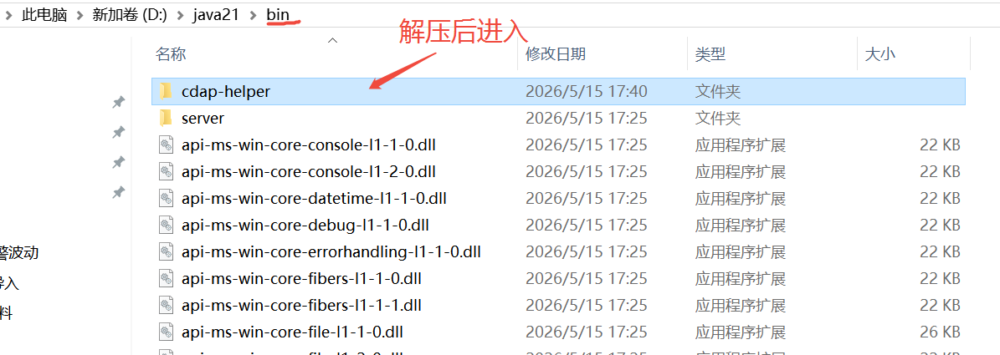 此电脑 > 新加卷 (D:) > java21 > bin
解压后进入
名称 修改日期 类型 大小
cdap-helper 2026/5/15 17:40 文件夹
server 2026/5/15 17:25 文件夹
api-ms-win-core-console-l1-1-0.dll 2026/5/15 17:25 应用程序扩展 22 KB
api-ms-win-core-console-l1-2-0.dll 2026/5/15 17:25 应用程序扩展 22 KB
api-ms-win-core-datetime-l1-1-0.dll 2026/5/15 17:25 应用程序扩展 22 KB
api-ms-win-core-debug-l1-1-0.dll 2026/5/15 17:25 应用程序扩展 22 KB
警波动 api-ms-win-core-errorhandling-l1-1-0.dll 2026/5/15 17:25 应用程序扩展 22 KB
导入 api-ms-win-core-fibers-l1-1-0.dll 2026/5/15 17:25 应用程序扩展 22 KB
料 api-ms-win-core-fibers-l1-1-1.dll 2026/5/15 17:25 应用程序扩展 22 KB
api-ms-win-core-file-l1-1-0.dll 2026/5/15 17:25 应用程序扩展 26 KB